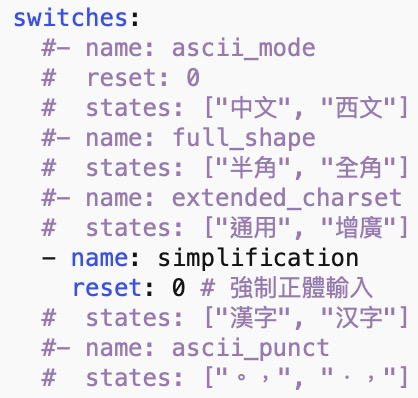 switches:
  #- name: ascii_mode
  #  reset: 0
  #  states: ["中文", "西文"]
  #- name: full_shape
  #  states: ["半角", "全角"]
  #- name: extended_charset
  #  states: ["通用", "增廣"]
  - name: simplification
    reset: 0 # 強制正體輸入
  #  states: ["漢字", "汉字"]
  #- name: ascii_punct
  #  states: ["。，", "．，"]